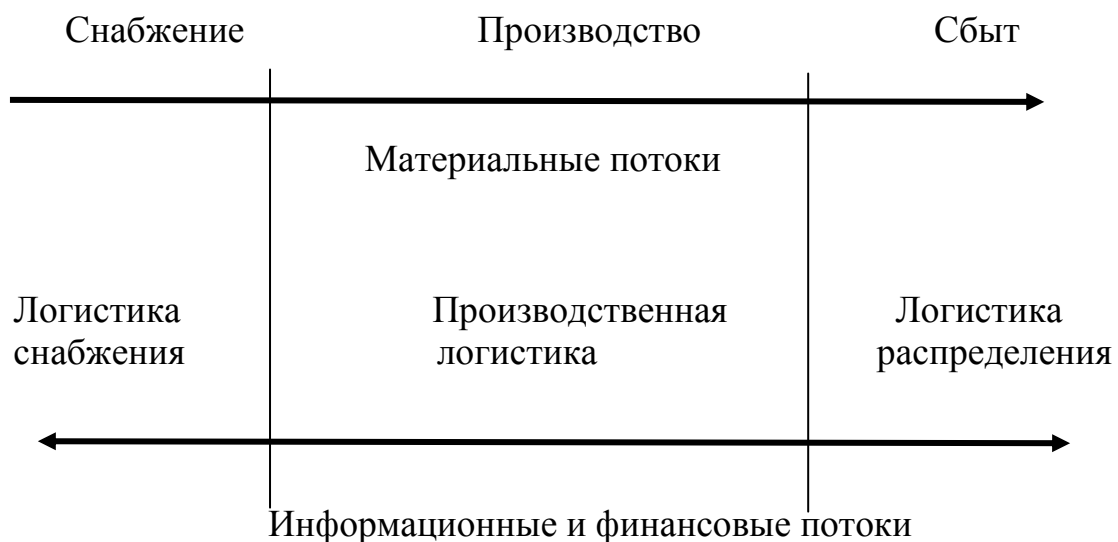 Снабжение Производство Сбыт
Материальные потоки
Логистика Производственная Логистика
снабжения логистика распределения
Информационные и финансовые потоки